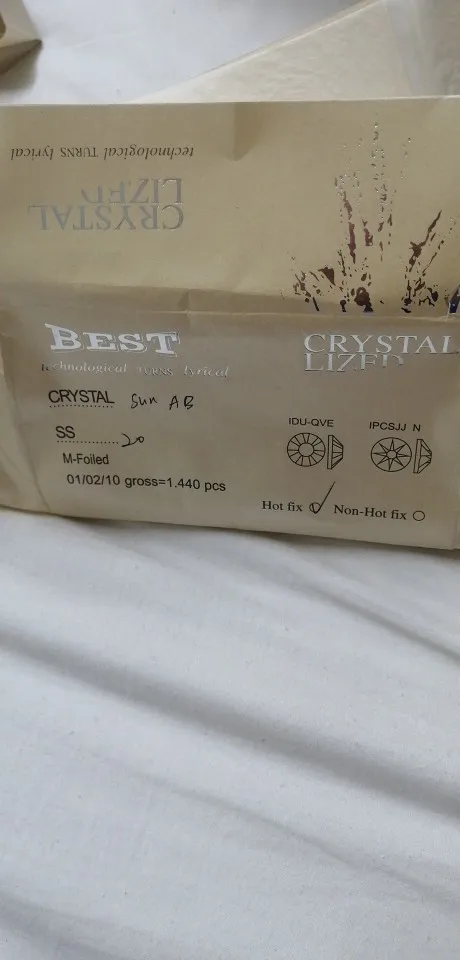 technological TURNS lyrical
CRYSTAL
LIZED
BEST
CRYSTAL
LIZED
technological TURNS lyrical
CRYSTAL Sun AB
SS 20
IDU-QVE
IPCSJJ N
M-Foiled
01/02/10 gross=1.440 pcs
Hot fix
Non-Hot fix